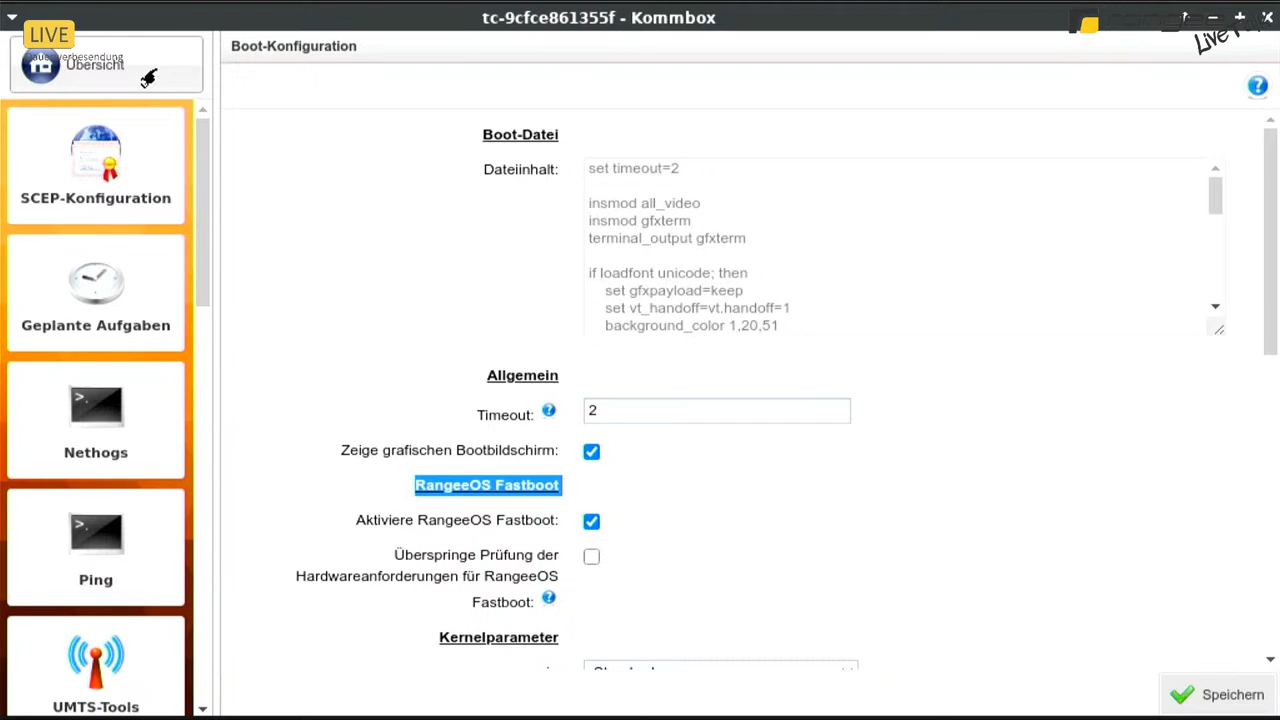 tc-9cfce861355f - Kommbox
LIVE
Übersicht
Boot-Konfiguration
SCEP-Konfiguration
Geplante Aufgaben
Nethogs
Ping
UMTS-Tools
Boot-Datei
Dateiinhalt:
set timeout=2
insmod all_video
insmod gfxterm
terminal_output gfxterm
if loadfont unicode; then
set gfxpayload=keep
set vt_handoff=vt.handoff=1
background_color 1,20,51
Allgemein
Timeout:
2
Zeige grafischen Bootbildschirm:
RangeeOS Fastboot
Aktiviere RangeeOS Fastboot:
Überspringe Prüfung der
Hardwareanforderungen für RangeeOS
Fastboot:
Kernelparameter
Speichern